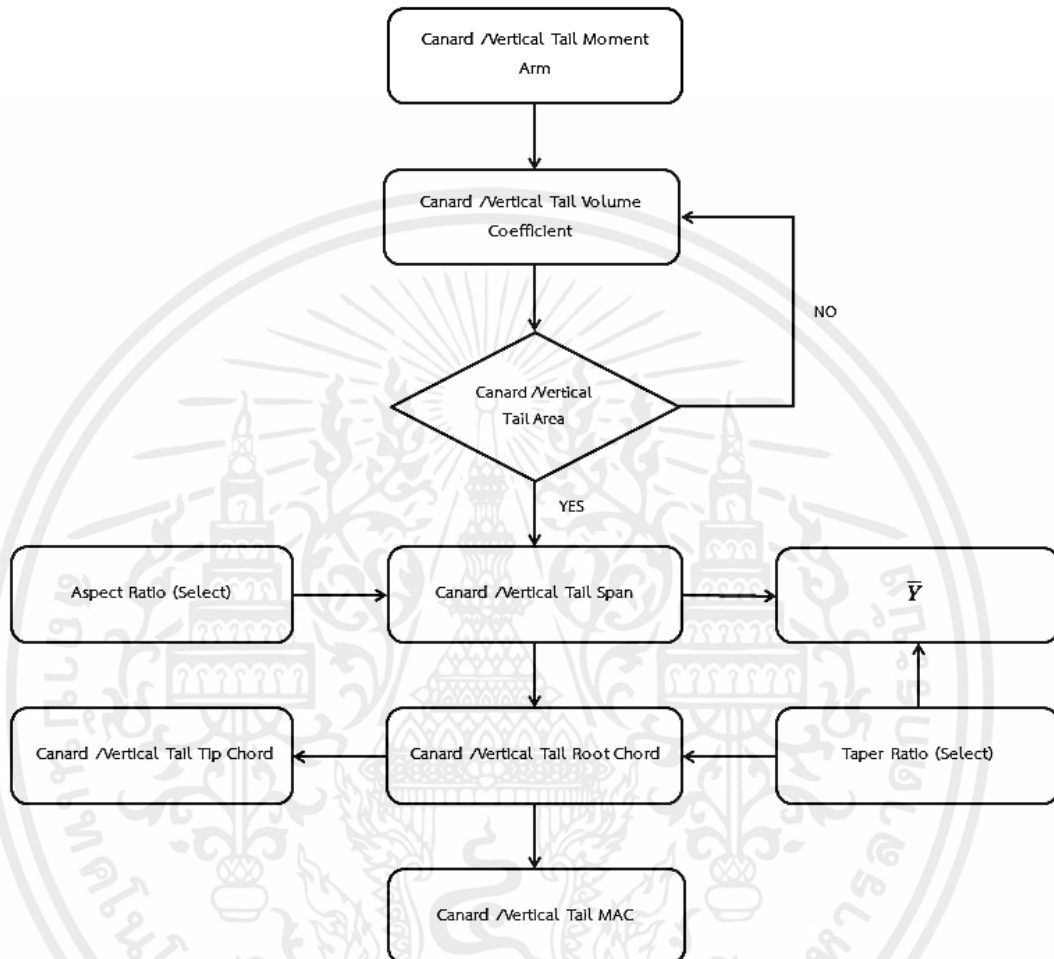 Canard /Vertical Tail Moment
Arm
Canard /Vertical Tail Volume
Coefficient
NO
Canard /Vertical
Tail Area
YES
Aspect Ratio (Select)
Canard /Vertical Tail Span
Y̅
Canard /Vertical Tail Tip Chord
Canard /Vertical Tail Root Chord
Taper Ratio (Select)
Canard /Vertical Tail MAC